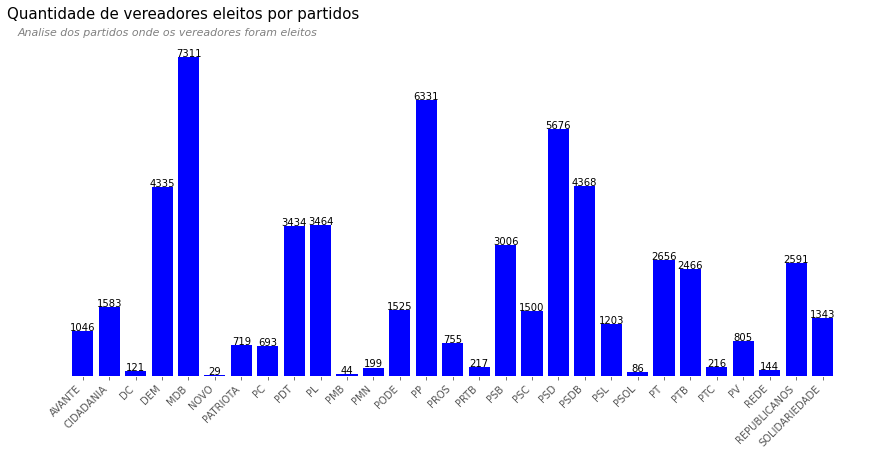 Quantidade de vereadores eleitos por partidos
Analise dos partidos onde os vereadores foram eleitos
1046
1583
121
4335
7311
29
719
693
3434
3464
44
199
1525
6331
755
217
3006
1500
5676
4368
1203
86
2656
2466
216
805
144
2591
1343
AVANTE
CIDADANIA
DC
DEM
MDB
NOVO
PATRIOTA
PC
PDT
PL
PMB
PMN
PODE
PP
PROS
PRTB
PSB
PSC
PSD
PSDB
PSL
PSOL
PT
PTB
PTC
PV
REDE
REPUBLICANOS
SOLIDARIEDADE